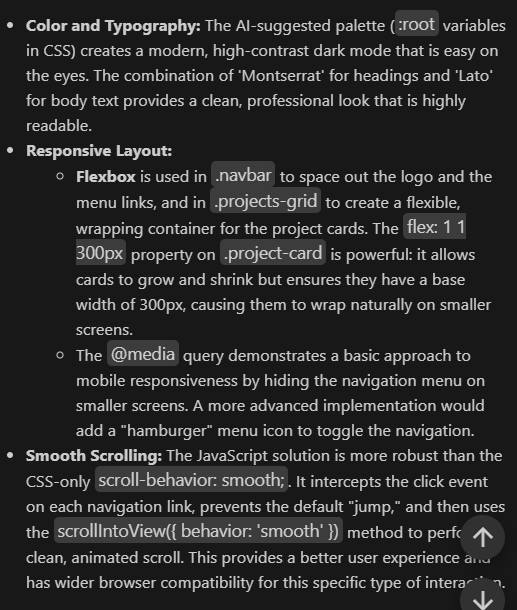 • Color and Typography: The AI-suggested palette (:root variables
in CSS) creates a modern, high-contrast dark mode that is easy on
the eyes. The combination of 'Montserrat' for headings and 'Lato'
for body text provides a clean, professional look that is highly
readable.
• Responsive Layout:
○ Flexbox is used in .navbar to space out the logo and the
menu links, and in .projects-grid to create a flexible,
wrapping container for the project cards. The flex: 1 1
300px property on .project-card is powerful: it allows
cards to grow and shrink but ensures they have a base
width of 300px, causing them to wrap naturally on smaller
screens.
○ The @media query demonstrates a basic approach to
mobile responsiveness by hiding the navigation menu on
smaller screens. A more advanced implementation would
add a "hamburger" menu icon to toggle the navigation.
• Smooth Scrolling: The JavaScript solution is more robust than the
CSS-only scroll-behavior: smooth;. It intercepts the click event
on each navigation link, prevents the default "jump," and then uses
the scrollIntoView({ behavior: 'smooth' }) method to perfo
clean, animated scroll. This provides a better user experience and
has wider browser compatibility for this specific type of interaction.